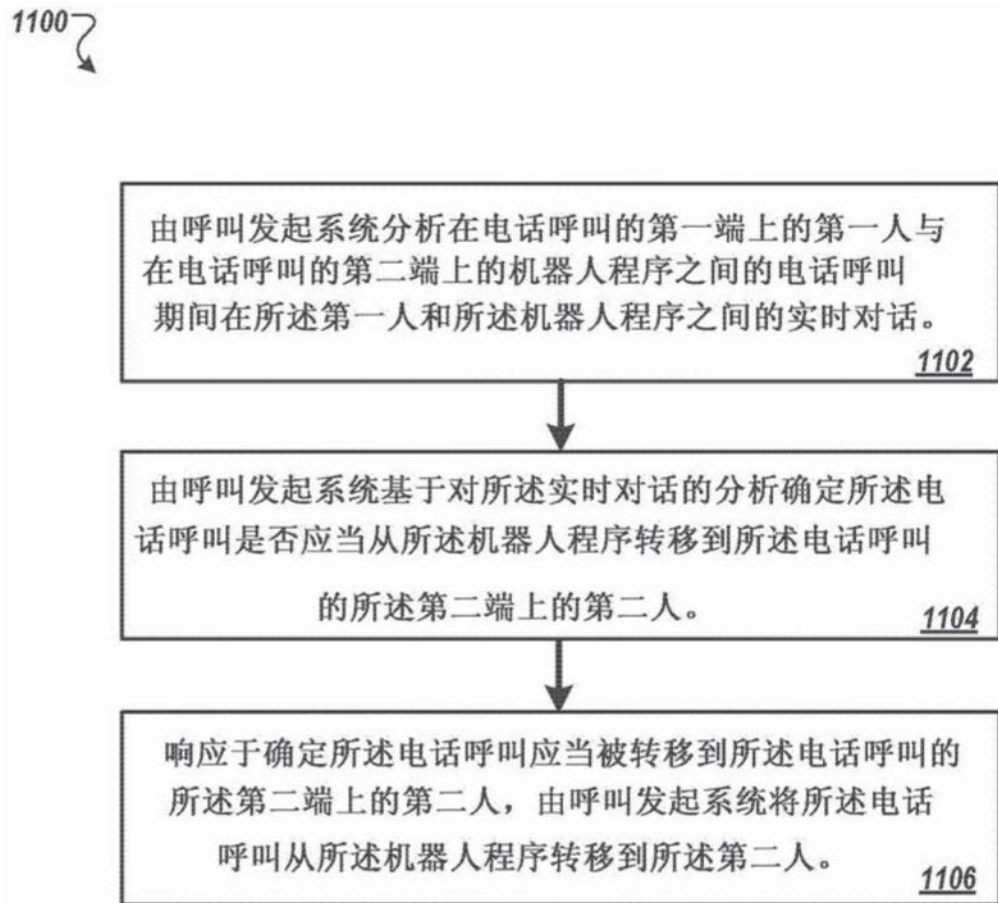 1100
由呼叫发起系统分析在电话呼叫的第一端上的第一人与
在电话呼叫的第二端上的机器人程序之间的电话呼叫
期间在所述第一人和所述机器人程序之间的实时对话。
1102
由呼叫发起系统基于对所述实时对话的分析确定所述电
话呼叫是否应当从所述机器人程序转移到所述电话呼叫
的所述第二端上的第二人。
1104
响应于确定所述电话呼叫应当被转移到所述电话呼叫的
所述第二端上的第二人，由呼叫发起系统将所述电话
呼叫从所述机器人程序转移到所述第二人。
1106